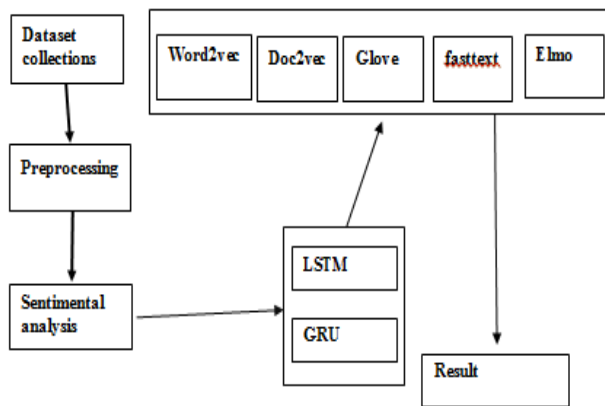 Dataset
collections
Word2vec
Doc2vec
Glove
fasttext
Elmo
Preprocessing
Sentimental
analysis
LSTM
GRU
Result